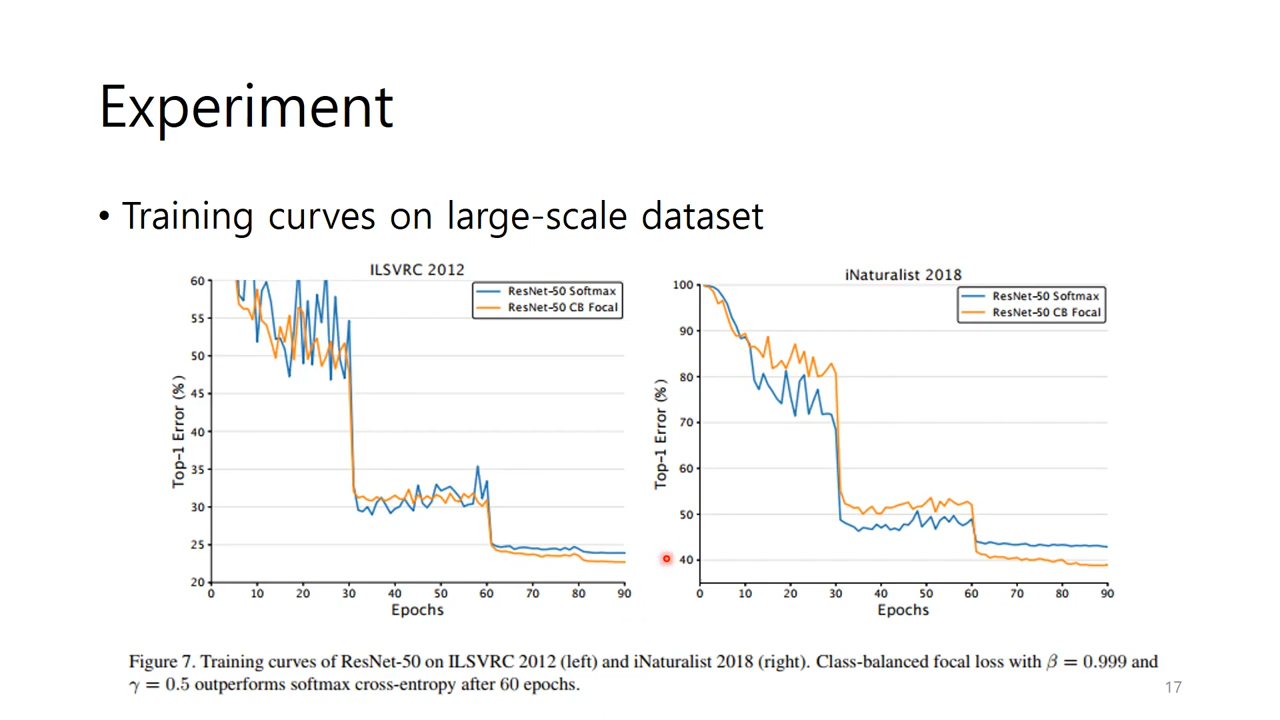 Experiment
• Training curves on large-scale dataset
ILSVRC 2012
ResNet-50 Softmax
ResNet-50 CB Focal
Top-1 Error (%)
60
55
50
45
40
35
30
25
20
0 10 20 30 40 50 60 70 80 90
Epochs
iNaturalist 2018
ResNet-50 Softmax
ResNet-50 CB Focal
Top-1 Error (%)
100
90
80
70
60
50
40
0 10 20 30 40 50 60 70 80 90
Epochs
Figure 7. Training curves of ResNet-50 on ILSVRC 2012 (left) and iNaturalist 2018 (right). Class-balanced focal loss with β = 0.999 and
γ = 0.5 outperforms softmax cross-entropy after 60 epochs.
17